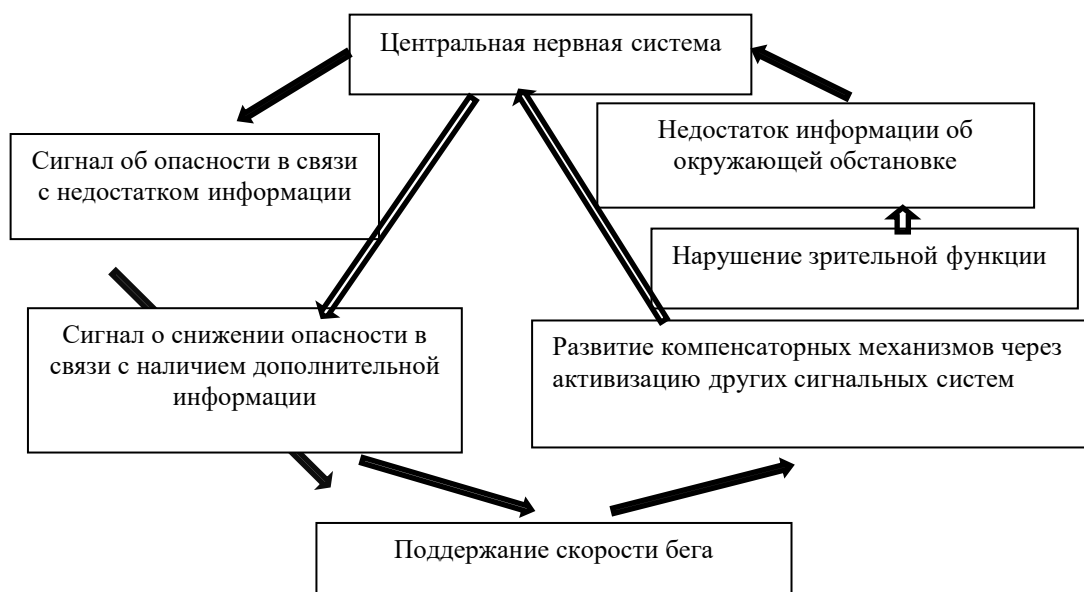 Центральная нервная система
Недостаток информации об
окружающей обстановке
Сигнал об опасности в связи
с недостатком информации
Нарушение зрительной функции
Сигнал о снижении опасности в
связи с наличием дополнительной
информации
Развитие компенсаторных механизмов через
активизацию других сигнальных систем
Поддержание скорости бега